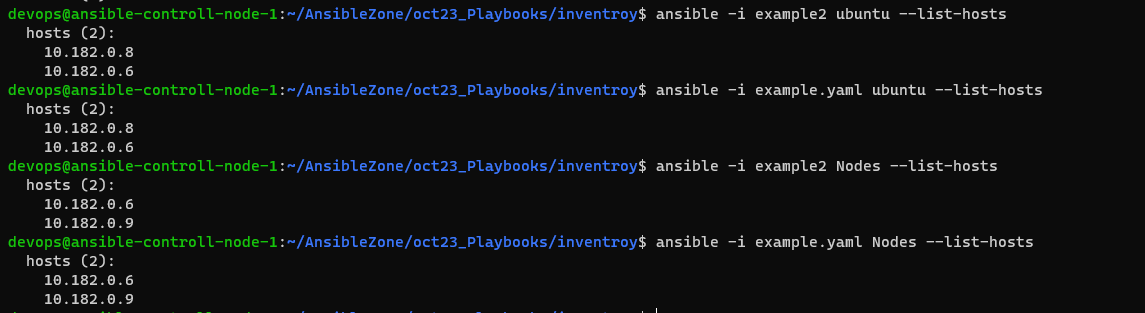 devops@ansible-controll-node-1:~/AnsibleZone/oct23_Playbooks/inventroy$ ansible -i example2 ubuntu --list-hosts
  hosts (2):
    10.182.0.8
    10.182.0.6
devops@ansible-controll-node-1:~/AnsibleZone/oct23_Playbooks/inventroy$ ansible -i example.yaml ubuntu --list-hosts
  hosts (2):
    10.182.0.8
    10.182.0.6
devops@ansible-controll-node-1:~/AnsibleZone/oct23_Playbooks/inventroy$ ansible -i example2 Nodes --list-hosts
  hosts (2):
    10.182.0.6
    10.182.0.9
devops@ansible-controll-node-1:~/AnsibleZone/oct23_Playbooks/inventroy$ ansible -i example.yaml Nodes --list-hosts
  hosts (2):
    10.182.0.6
    10.182.0.9